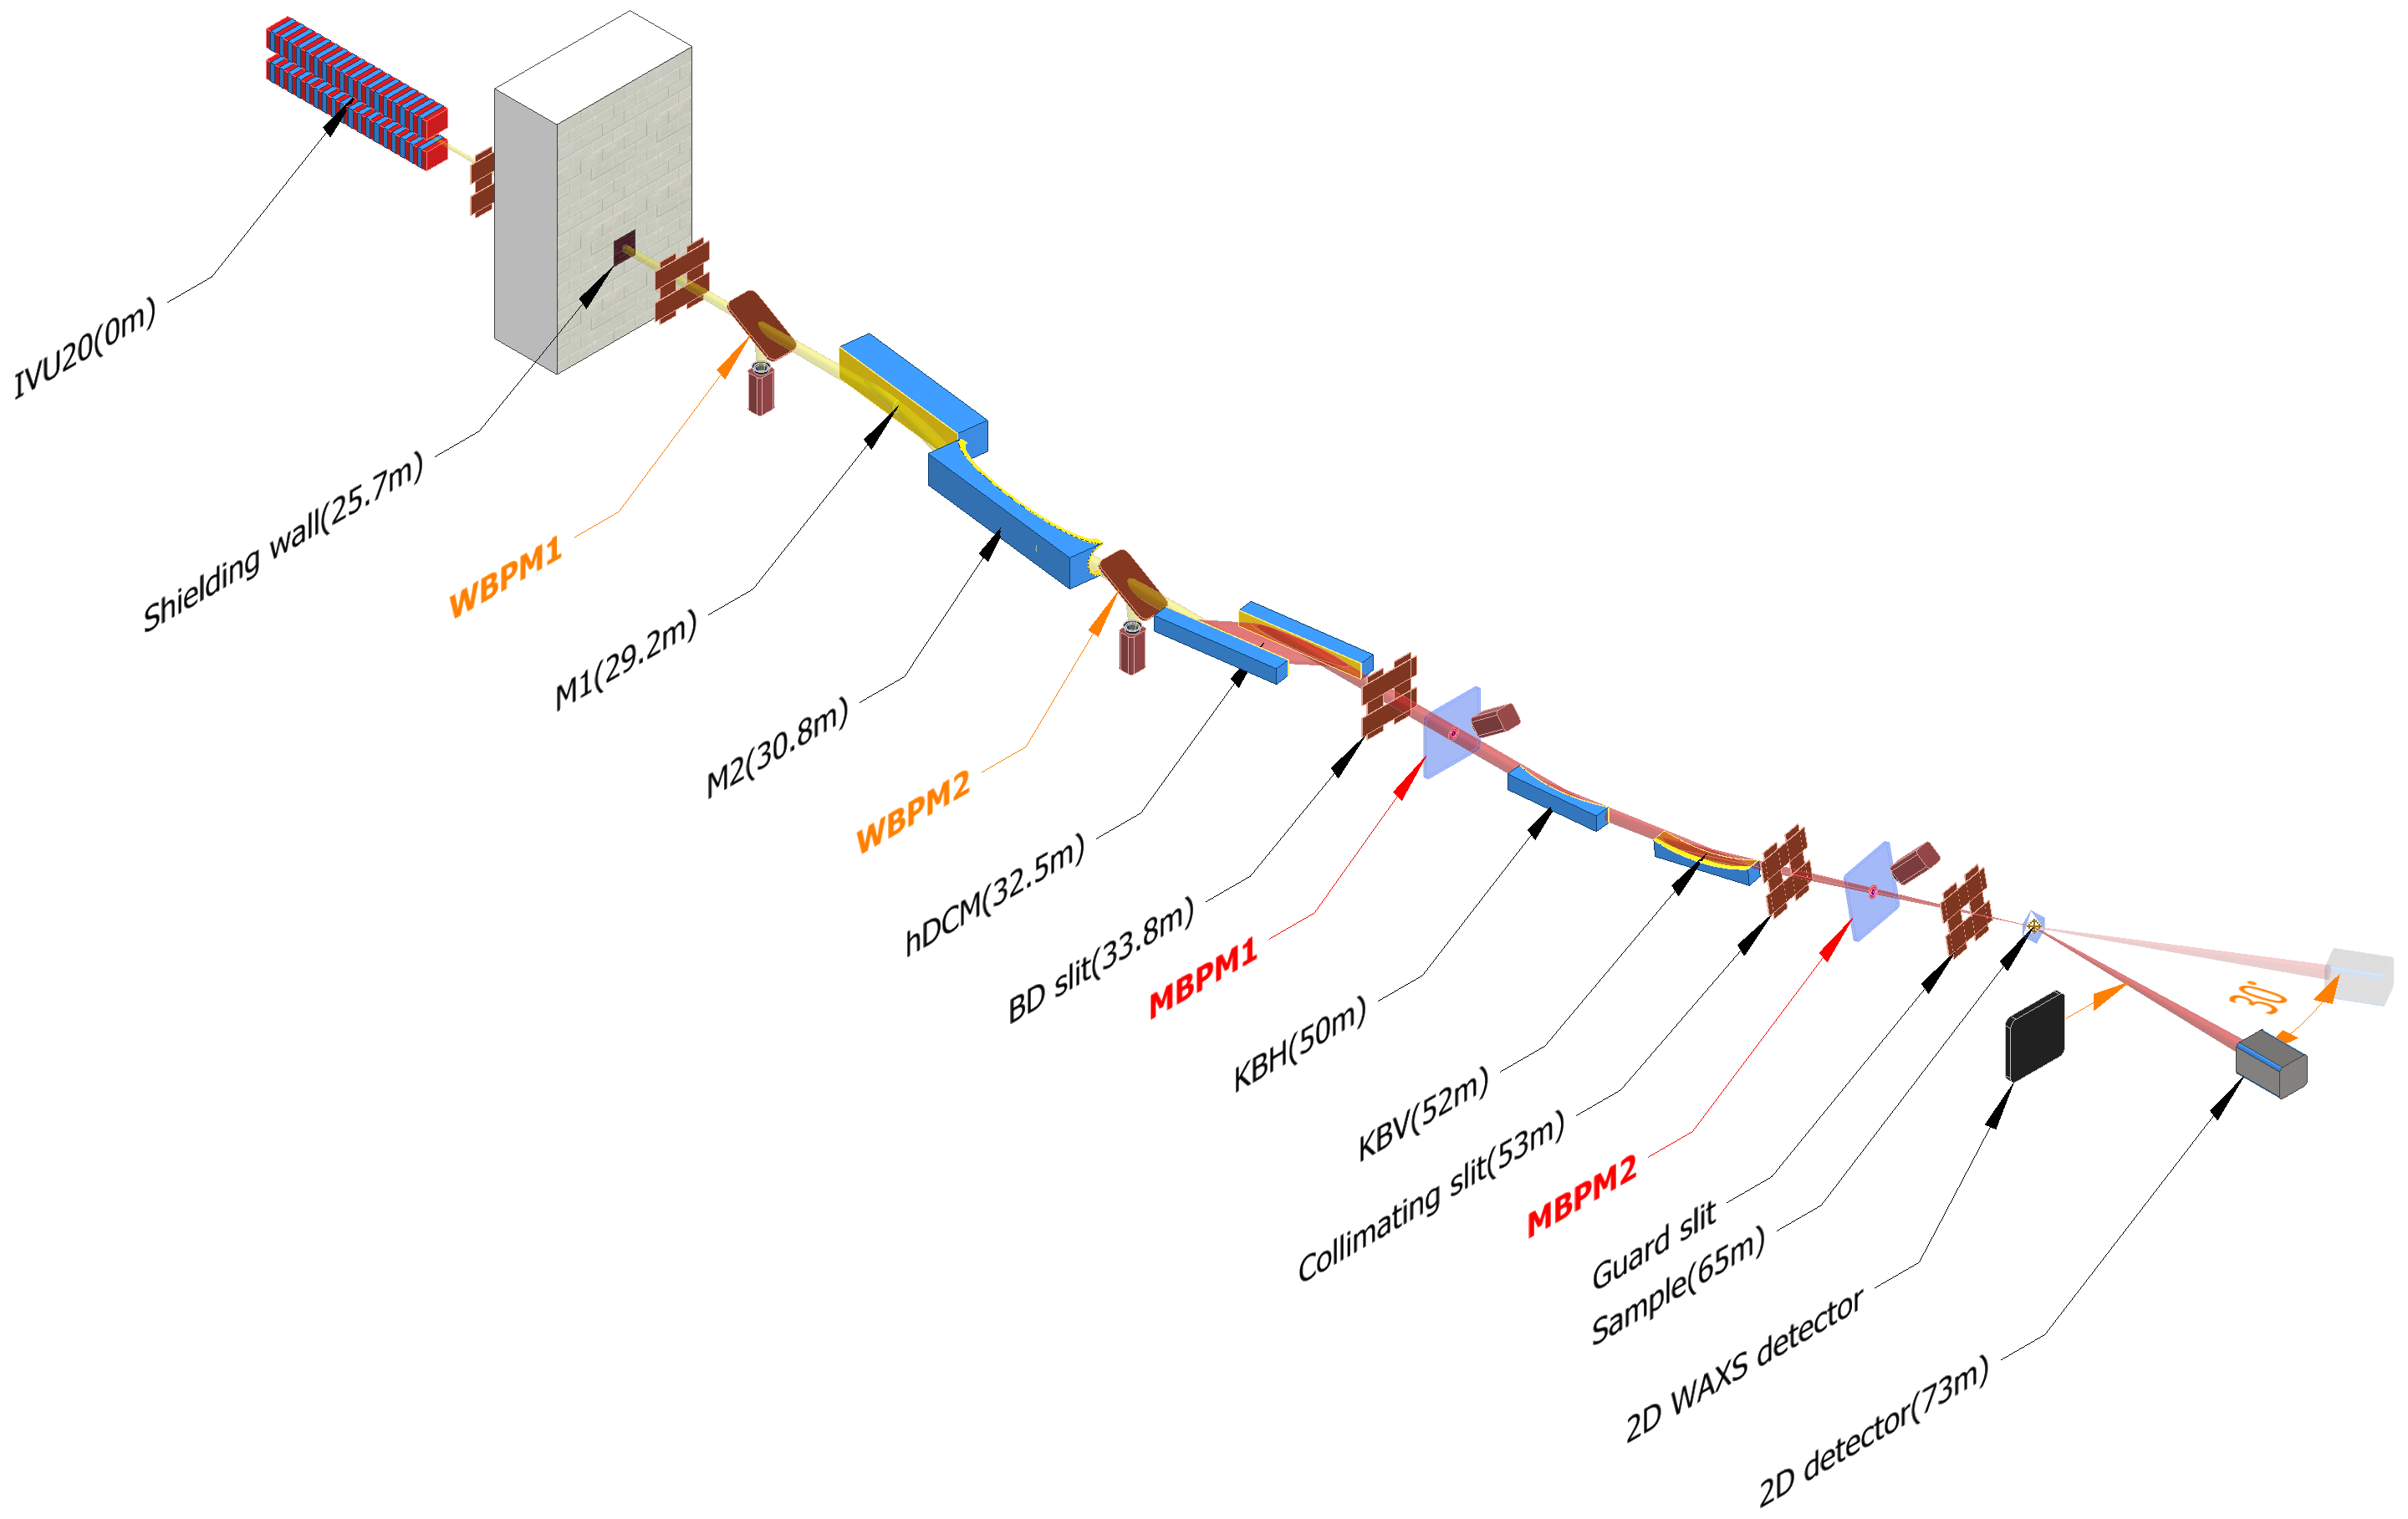 IVU20(0m)
Shielding wall(25.7m)
WBPM1
M1(29.2m)
M2(30.8m)
WBPM2
hDCM(32.5m)
BD slit(33.8m)
MBPM1
KBH(50m)
KBV(52m)
Collimating slit(53m)
MBPM2
Guard slit
Sample(65m)
2D WAXS detector
2D detector(73m)
30°